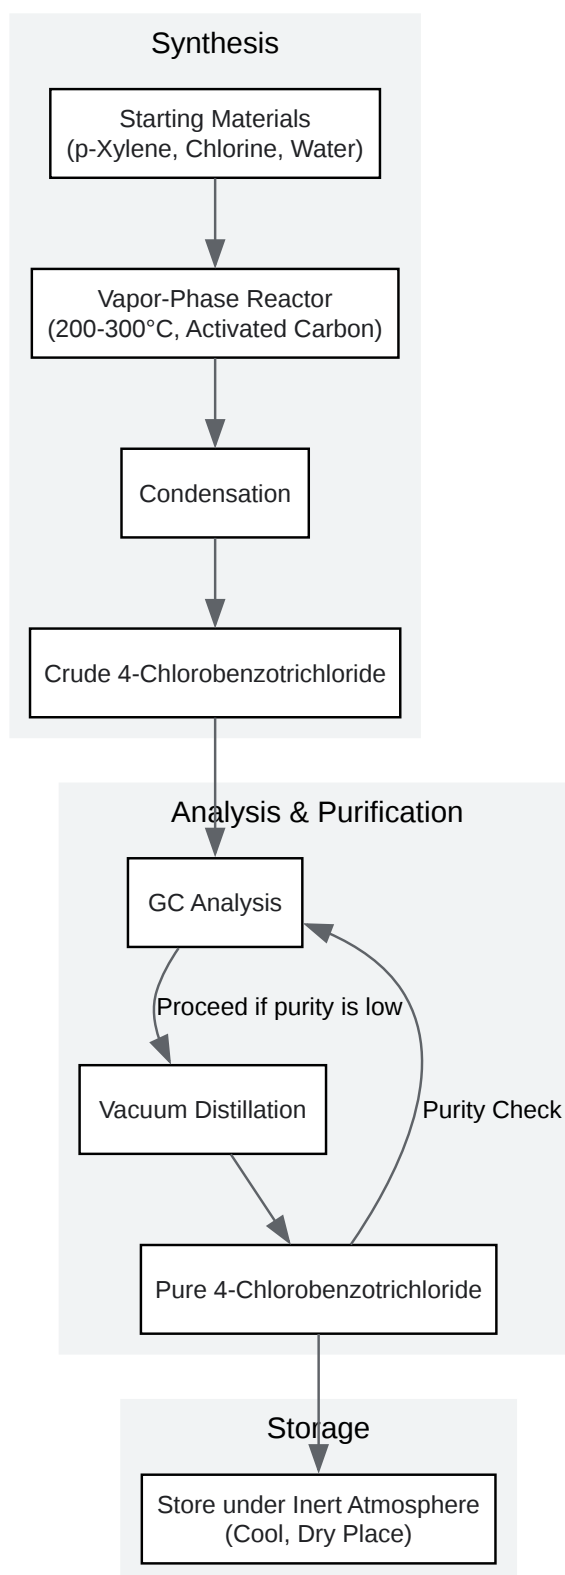 Synthesis
Starting Materials
(p-Xylene, Chlorine, Water)
Vapor-Phase Reactor
(200-300°C, Activated Carbon)
Condensation
Crude 4-Chlorobenzotrichloride
Analysis & Purification
GC Analysis
Proceed if purity is low
Vacuum Distillation
Purity Check
Pure 4-Chlorobenzotrichloride
Storage
Store under Inert Atmosphere
(Cool, Dry Place)